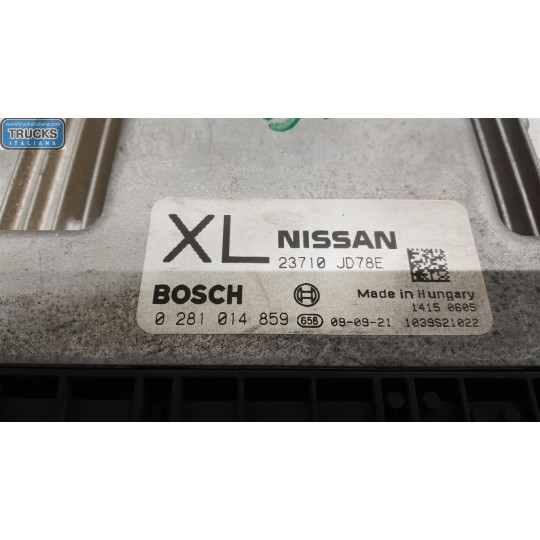 TRUCKS
ITALIANA
XL NISSAN
23710 JD78E
BOSCH
Made in Hungary
1415 0605
0 281 014 859 658 09-09-21 1039S21022